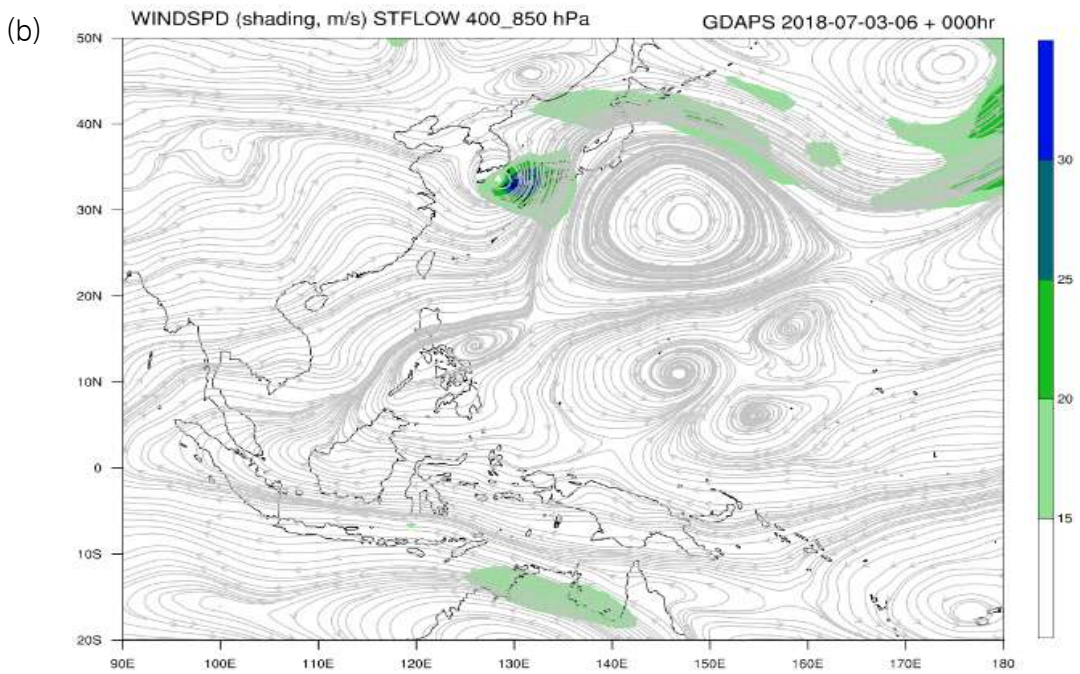 (b)
WINDSPD (shading, m/s) STFLOW 400_850 hPa GDAPS 2018-07-03-06 + 000hr
50N
40N
30N
20N
10N
0
10S
20S
90E 100E 110E 120E 130E 140E 150E 160E 170E 180
30
25
20
15